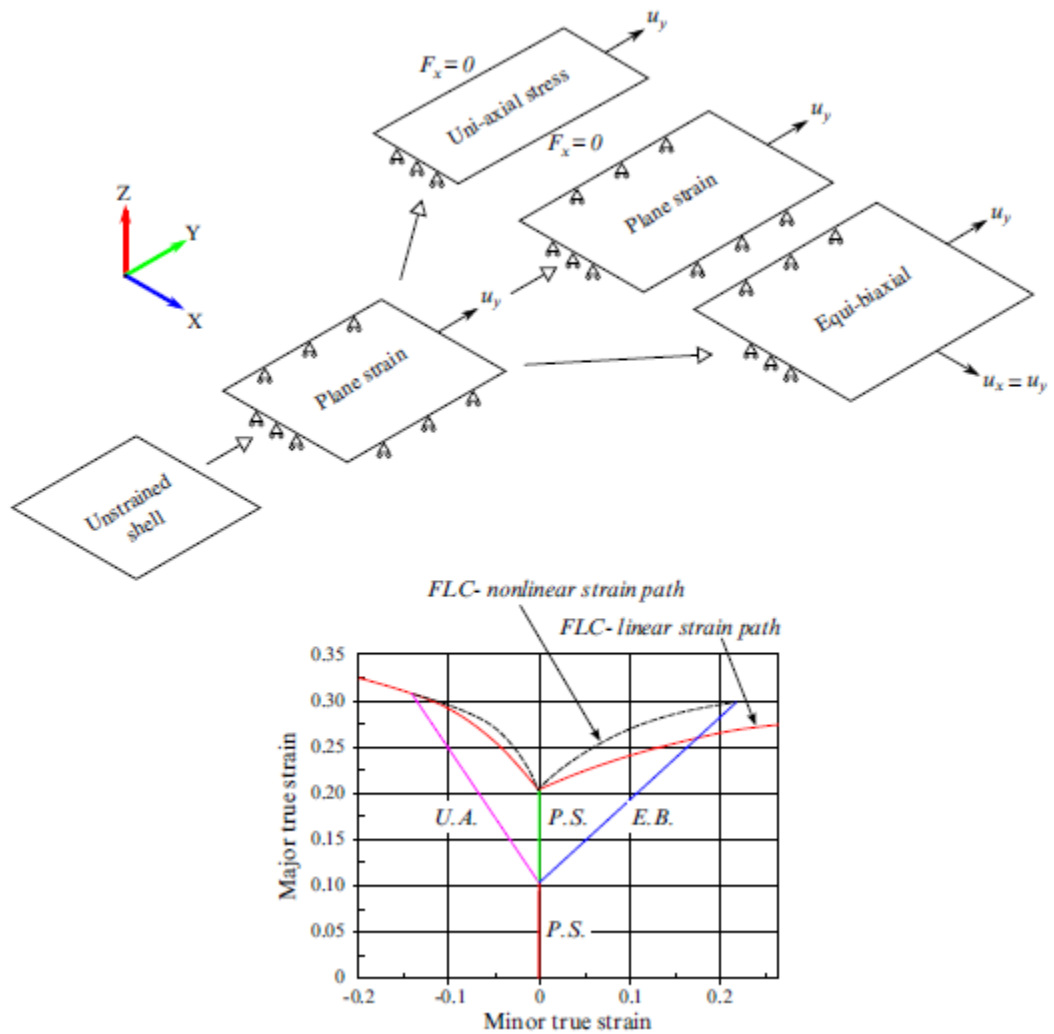 u_y
F_x = 0
Uni-axial stress
u_y
F_x = 0
Plane strain
Z
Y
X
u_y
Equi-biaxial
u_x = u_y
u_y
Plane strain
Unstrained
shell
FLC- nonlinear strain path
FLC- linear strain path
0.35
0.30
0.25
0.20
0.15
0.10
0.05
0
Major true strain
U.A.
P.S.
E.B.
P.S.
-0.2
-0.1
0
0.1
0.2
Minor true strain